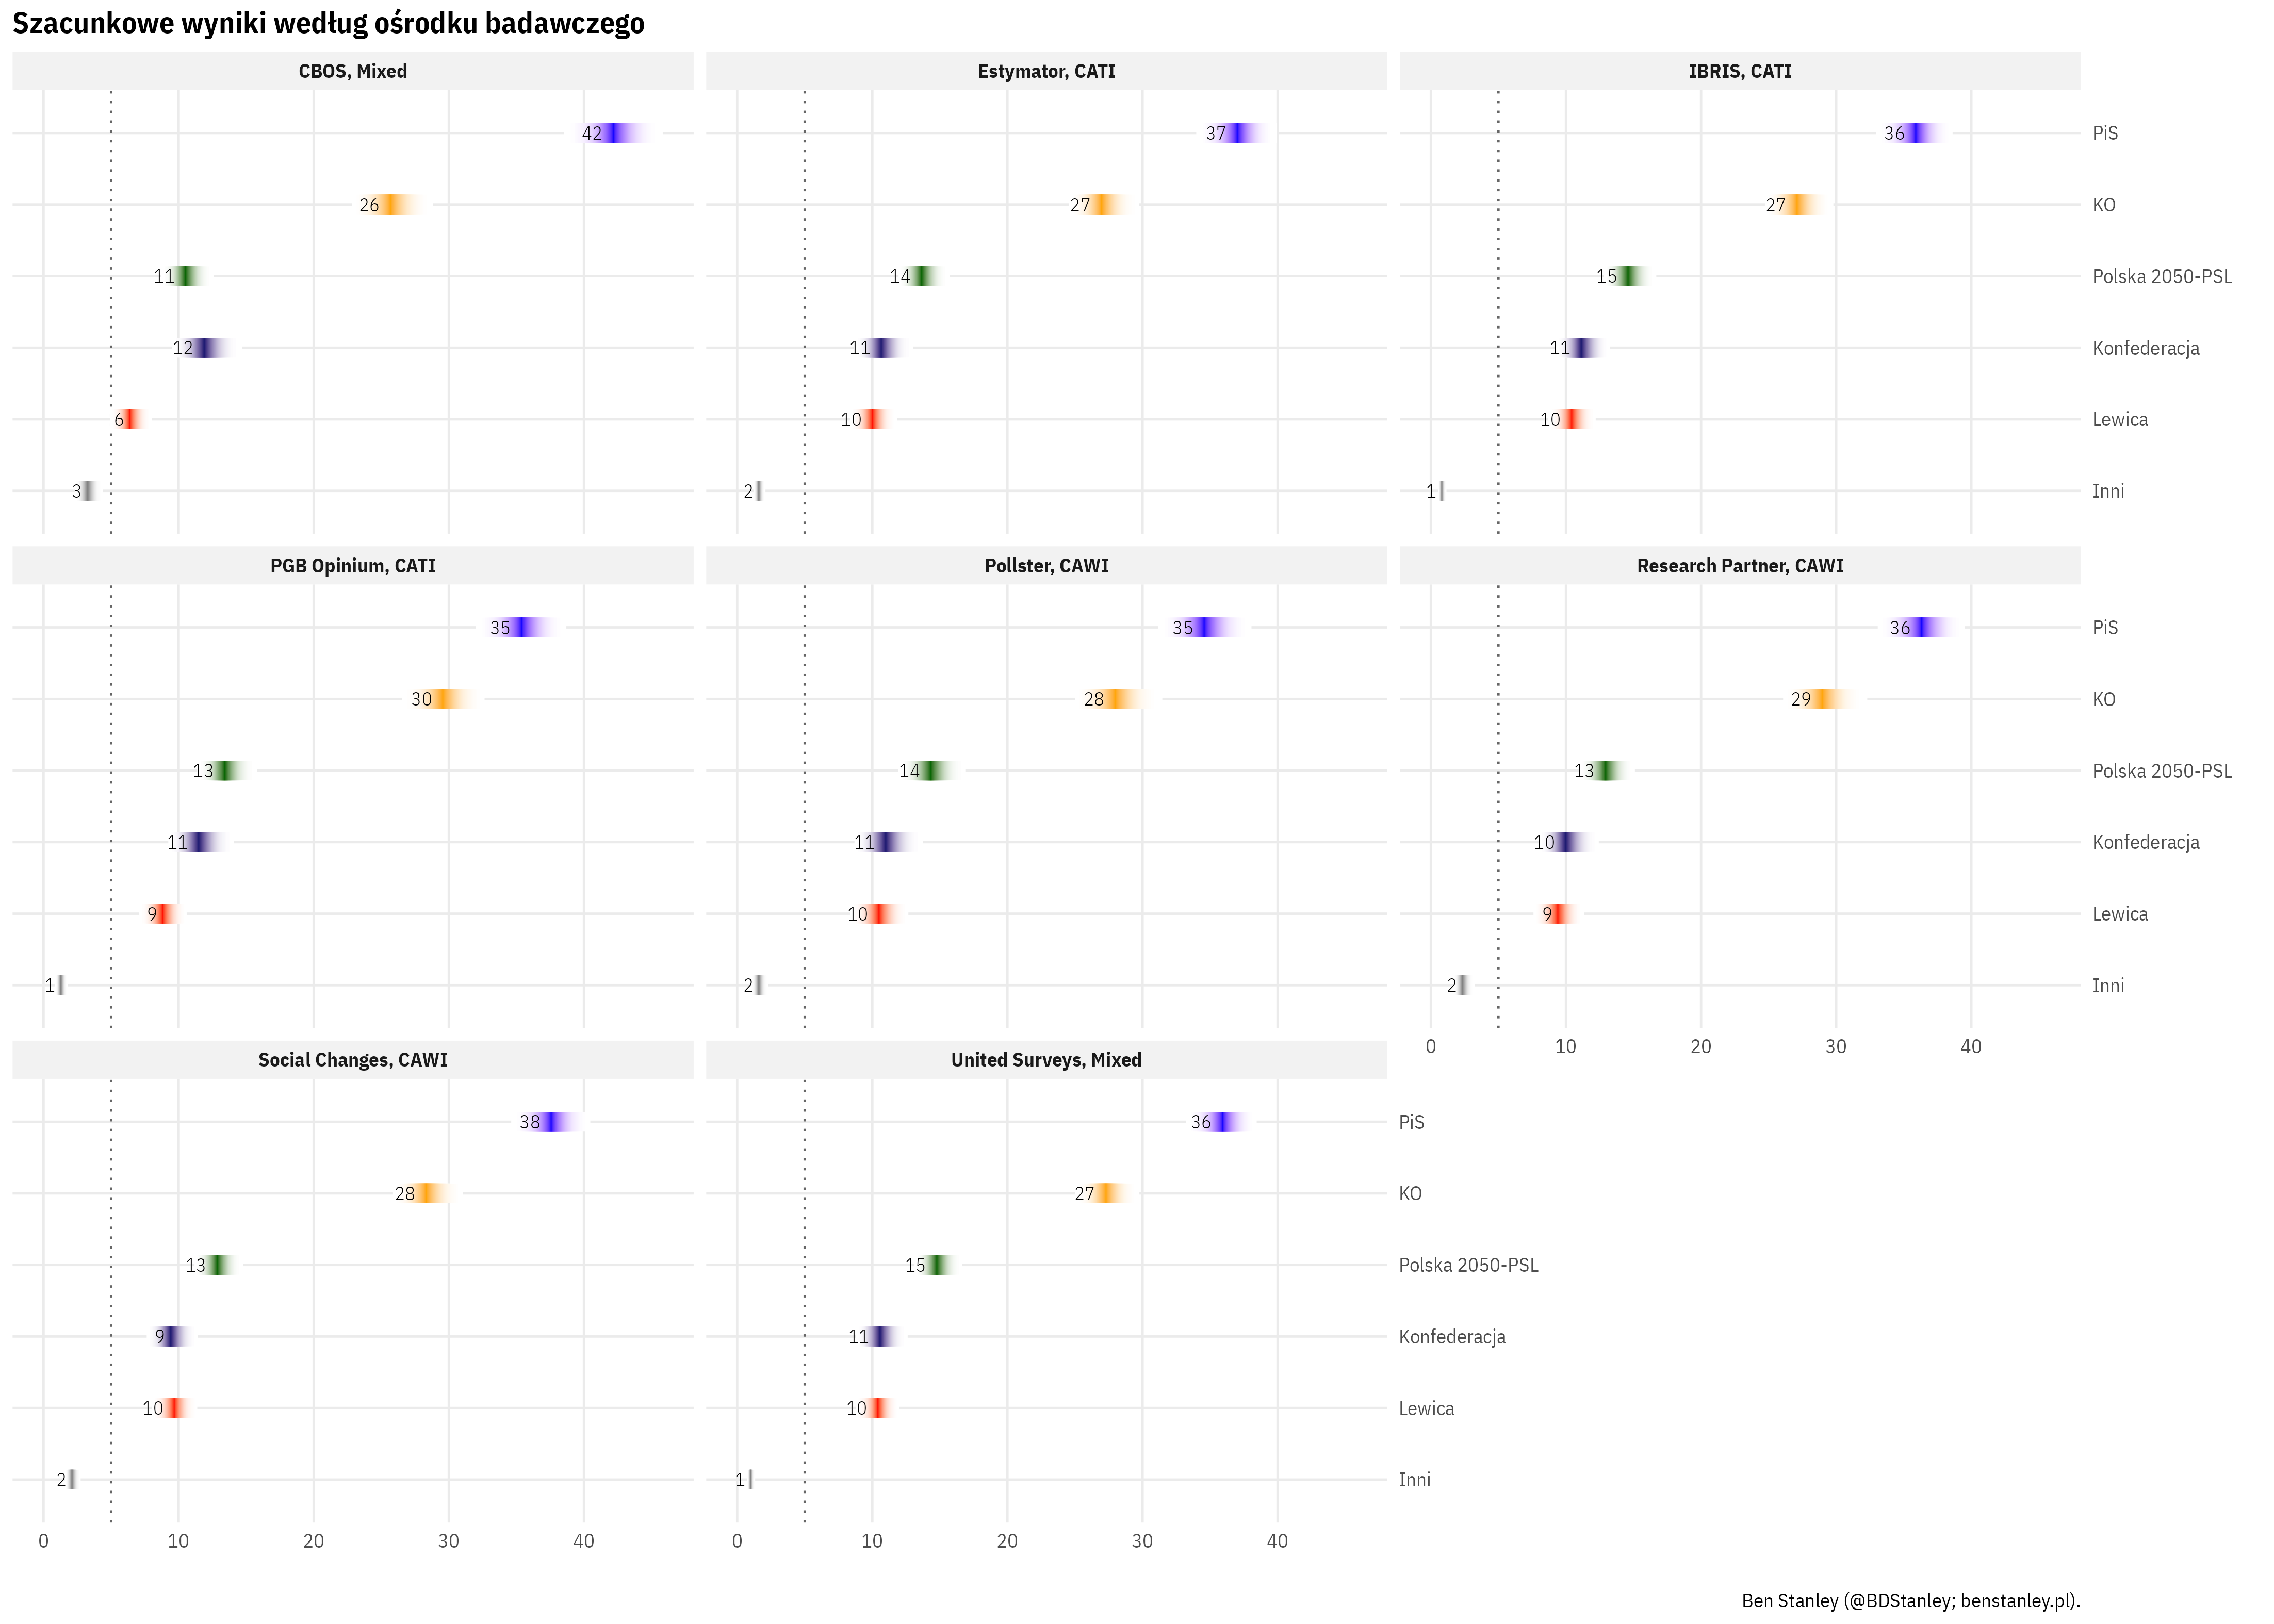 Szacunkowe wyniki według ośrodku badawczego
CBOS, Mixed
Estymator, CATI
IBRIS, CATI
42
37
36
PiS
26
27
27
KO
11
14
15
Polska 2050-PSL
12
11
11
Konfederacja
6
10
10
Lewica
3
2
1
Inni
PGB Opinium, CATI
Pollster, CAWI
Research Partner, CAWI
35
35
36
PiS
30
28
29
KO
13
14
13
Polska 2050-PSL
11
11
10
Konfederacja
9
10
9
Lewica
1
2
2
Inni
0 10 20 30 40
Social Changes, CAWI
United Surveys, Mixed
38
36
PiS
28
27
KO
13
15
Polska 2050-PSL
9
11
Konfederacja
10
10
Lewica
2
1
Inni
0 10 20 30 40
0 10 20 30 40
Ben Stanley (@BDStanley; benstanley.pl).